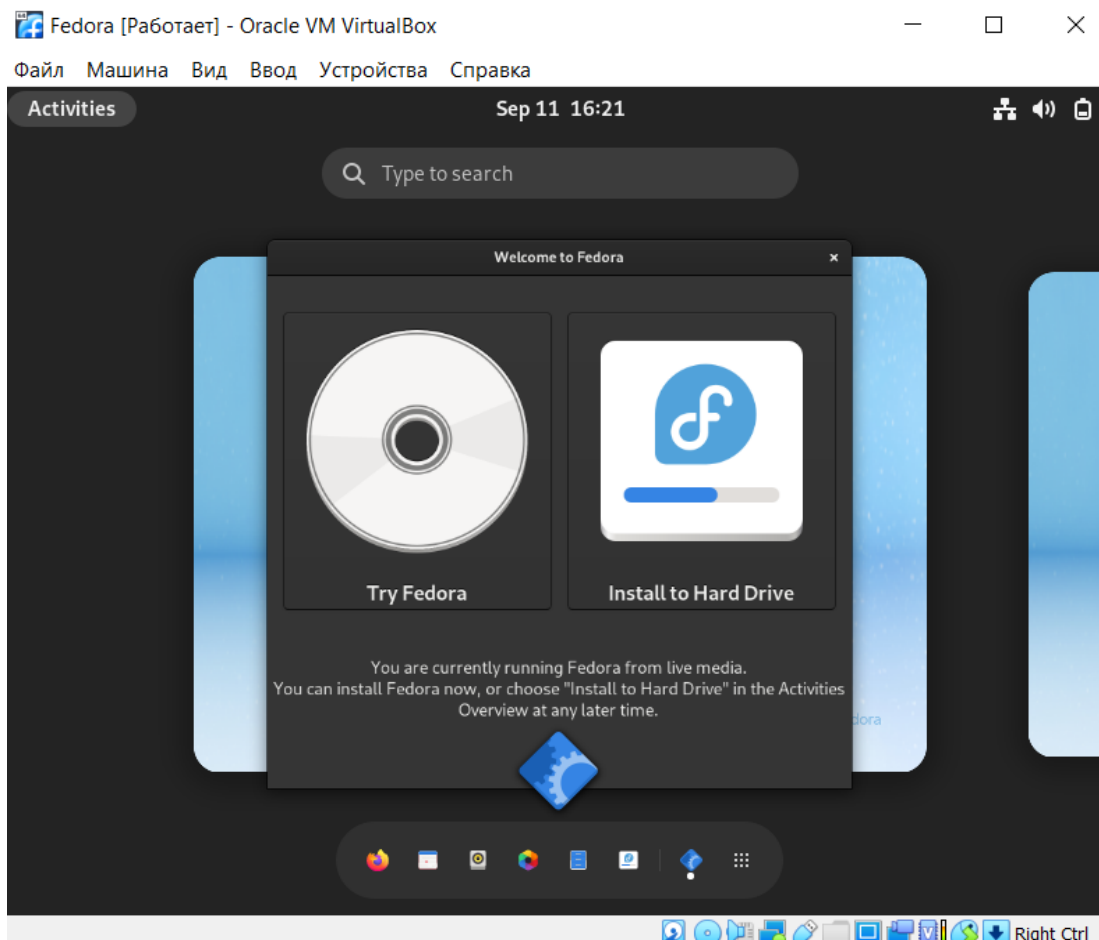 Fedora [Работает] - Oracle VM VirtualBox
Файл Машина Вид Ввод Устройства Справка
Activities
Sep 11 16:21
Type to search
Welcome to Fedora
Try Fedora
Install to Hard Drive
You are currently running Fedora from live media.
You can install Fedora now, or choose "Install to Hard Drive" in the Activities
Overview at any later time.
dora
Right Ctrl